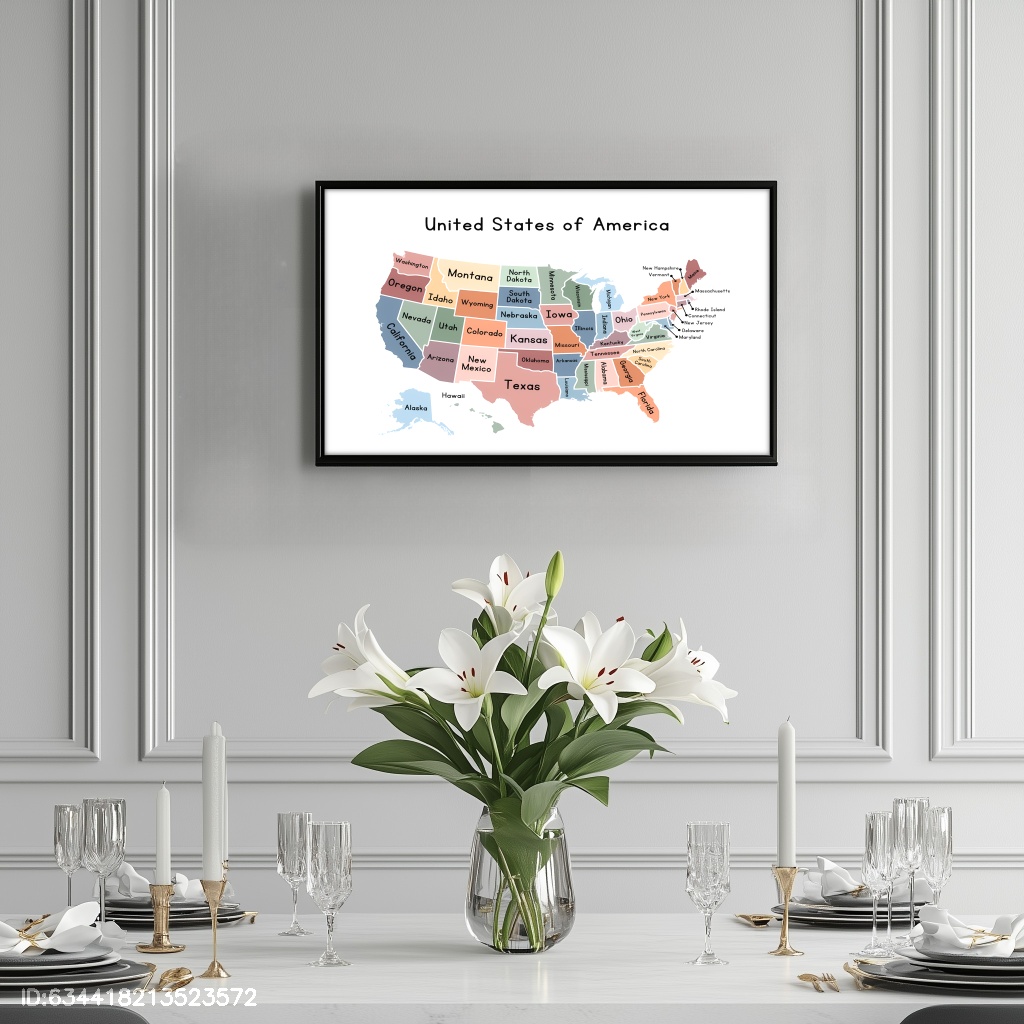 United States of America
Washington
Montana
North
Dakota
Minnesota
Oregon
Idaho
Wyoming
South
Dakota
Wisconsin
Michigan
New Hampshire
Vermont
Maine
Massachusetts
New York
Rhode Island
Connecticut
New Jersey
Delaware
Maryland
Pennsylvania
Nevada
Utah
Colorado
Nebraska
Iowa
Illinois
Indiana
Ohio
West
Virginia
Virginia
California
Kansas
Missouri
Kentucky
Tennessee
North Carolina
South
Carolina
Arizona
New
Mexico
Oklahoma
Arkansas
Texas
Louisiana
Mississippi
Alabama
Georgia
Florida
Hawaii
Alaska
ID:634418213523572